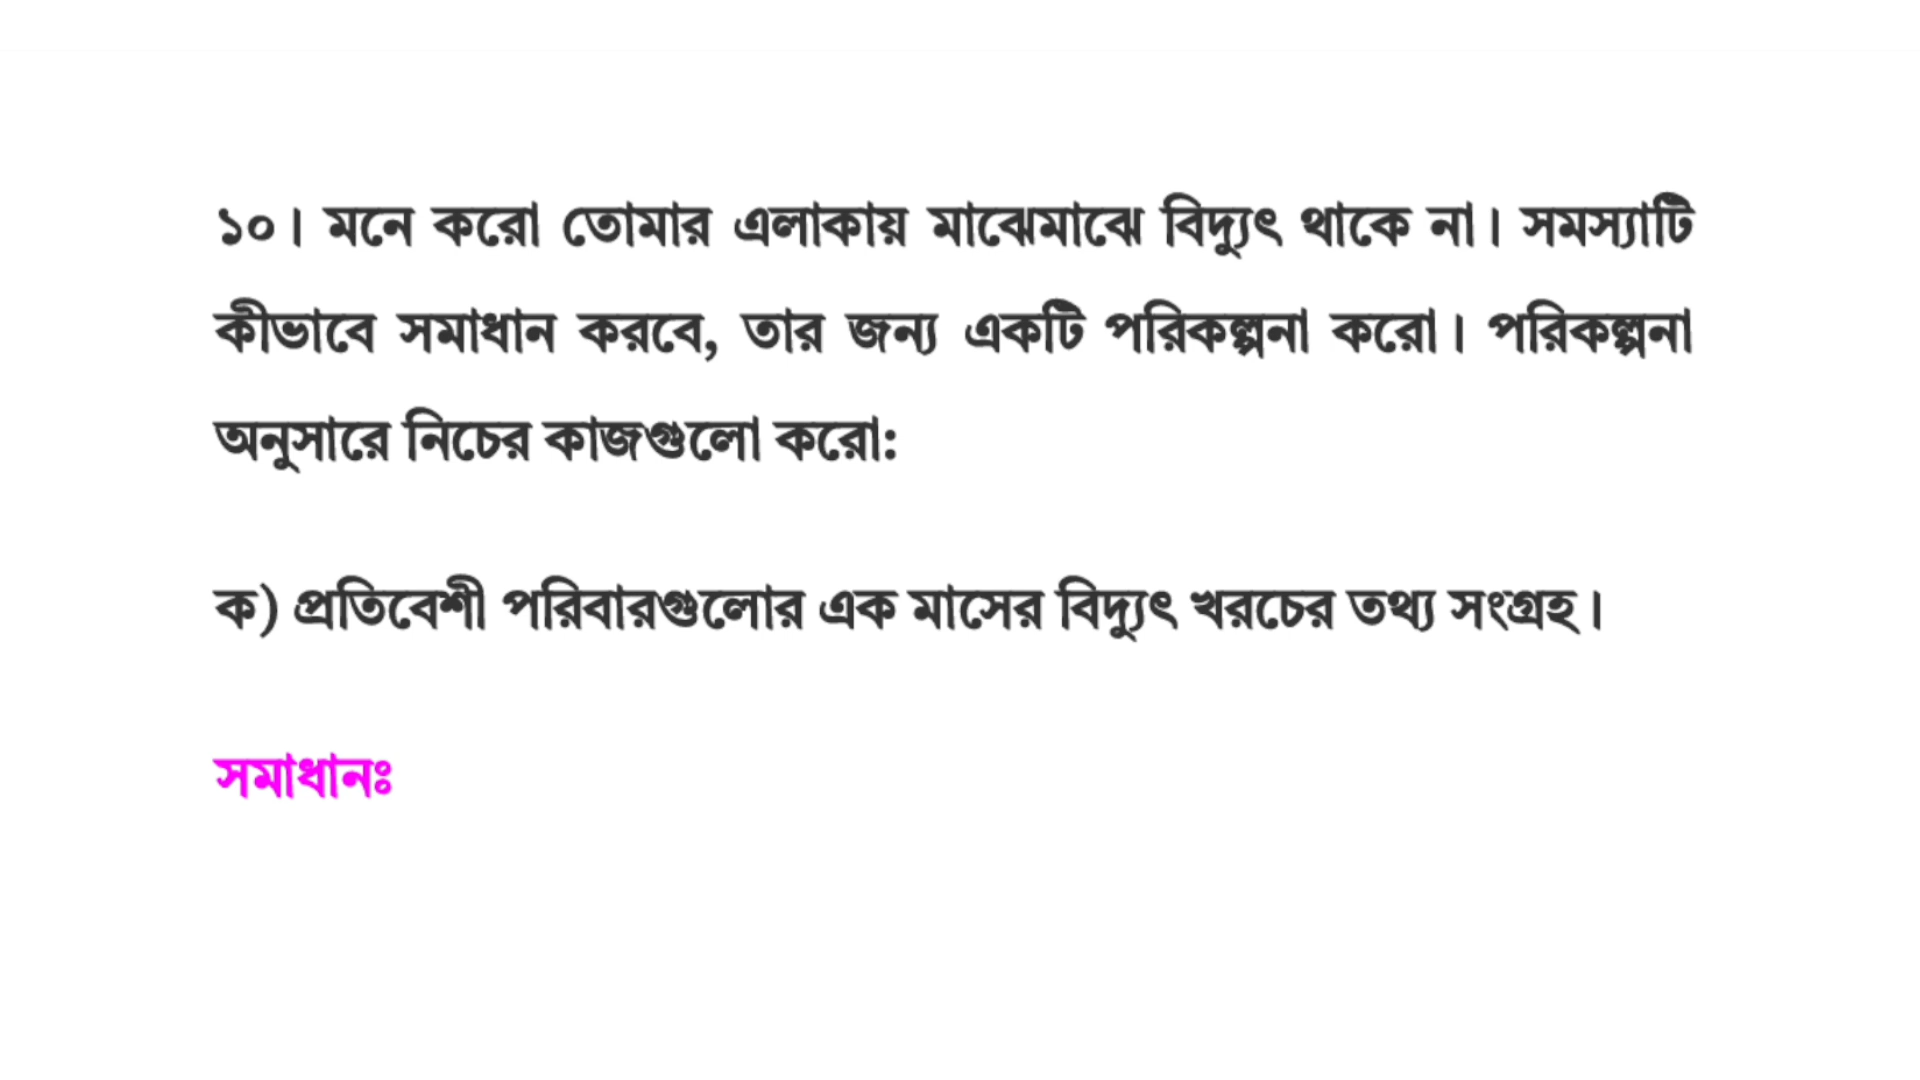 ১০। মনে করো তোমার এলাকায় মাঝেমাঝে বিদ্যুৎ থাকে না। সমস্যাটি
কীভাবে সমাধান করবে, তার জন্য একটি পরিকল্পনা করো। পরিকল্পনা
অনুসারে নিচের কাজগুলো করো:
ক) প্রতিবেশী পরিবারগুলোর এক মাসের বিদ্যুৎ খরচের তথ্য সংগ্রহ।
সমাধানঃ